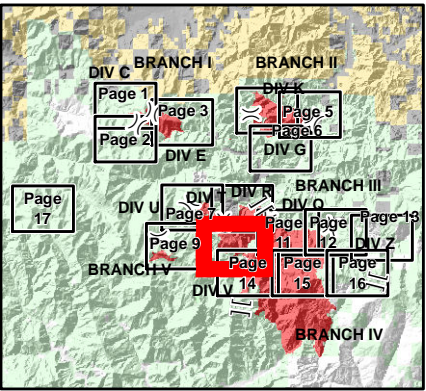 BRANCH I
BRANCH II
DIV C
Page 1
Page 3
Page 2
DIV E
DIV K
Page 5
Page 6
DIV G
Page
17
DIV R
BRANCH III
DIV U
Page 7
DIV Q
Page 9
11
Page
12
Page 13
DIV Z
BRANCH V
DIV V
Page
14
Page
15
Page
16
BRANCH IV